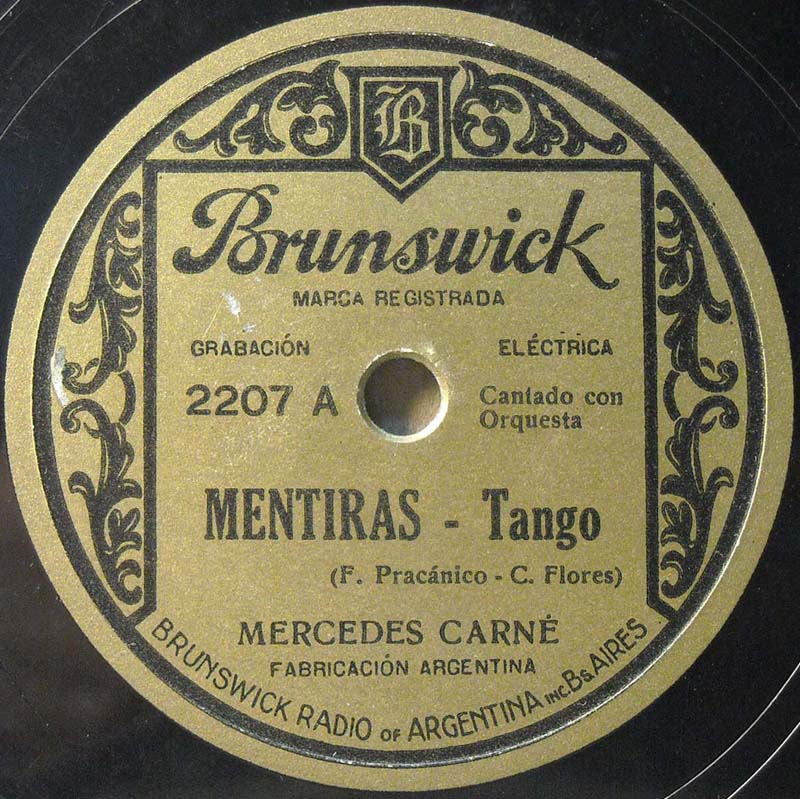 B
Brunswick
MARCA REGISTRADA
GRABACIÓN ELÉCTRICA
2207 A Cantado con
Orquesta
MENTIRAS - Tango
(F. Pracánico - C. Flores)
MERCEDES CARNÉ
FABRICACIÓN ARGENTINA
BRUNSWICK RADIO OF ARGENTINA INC. Bs. AIRES